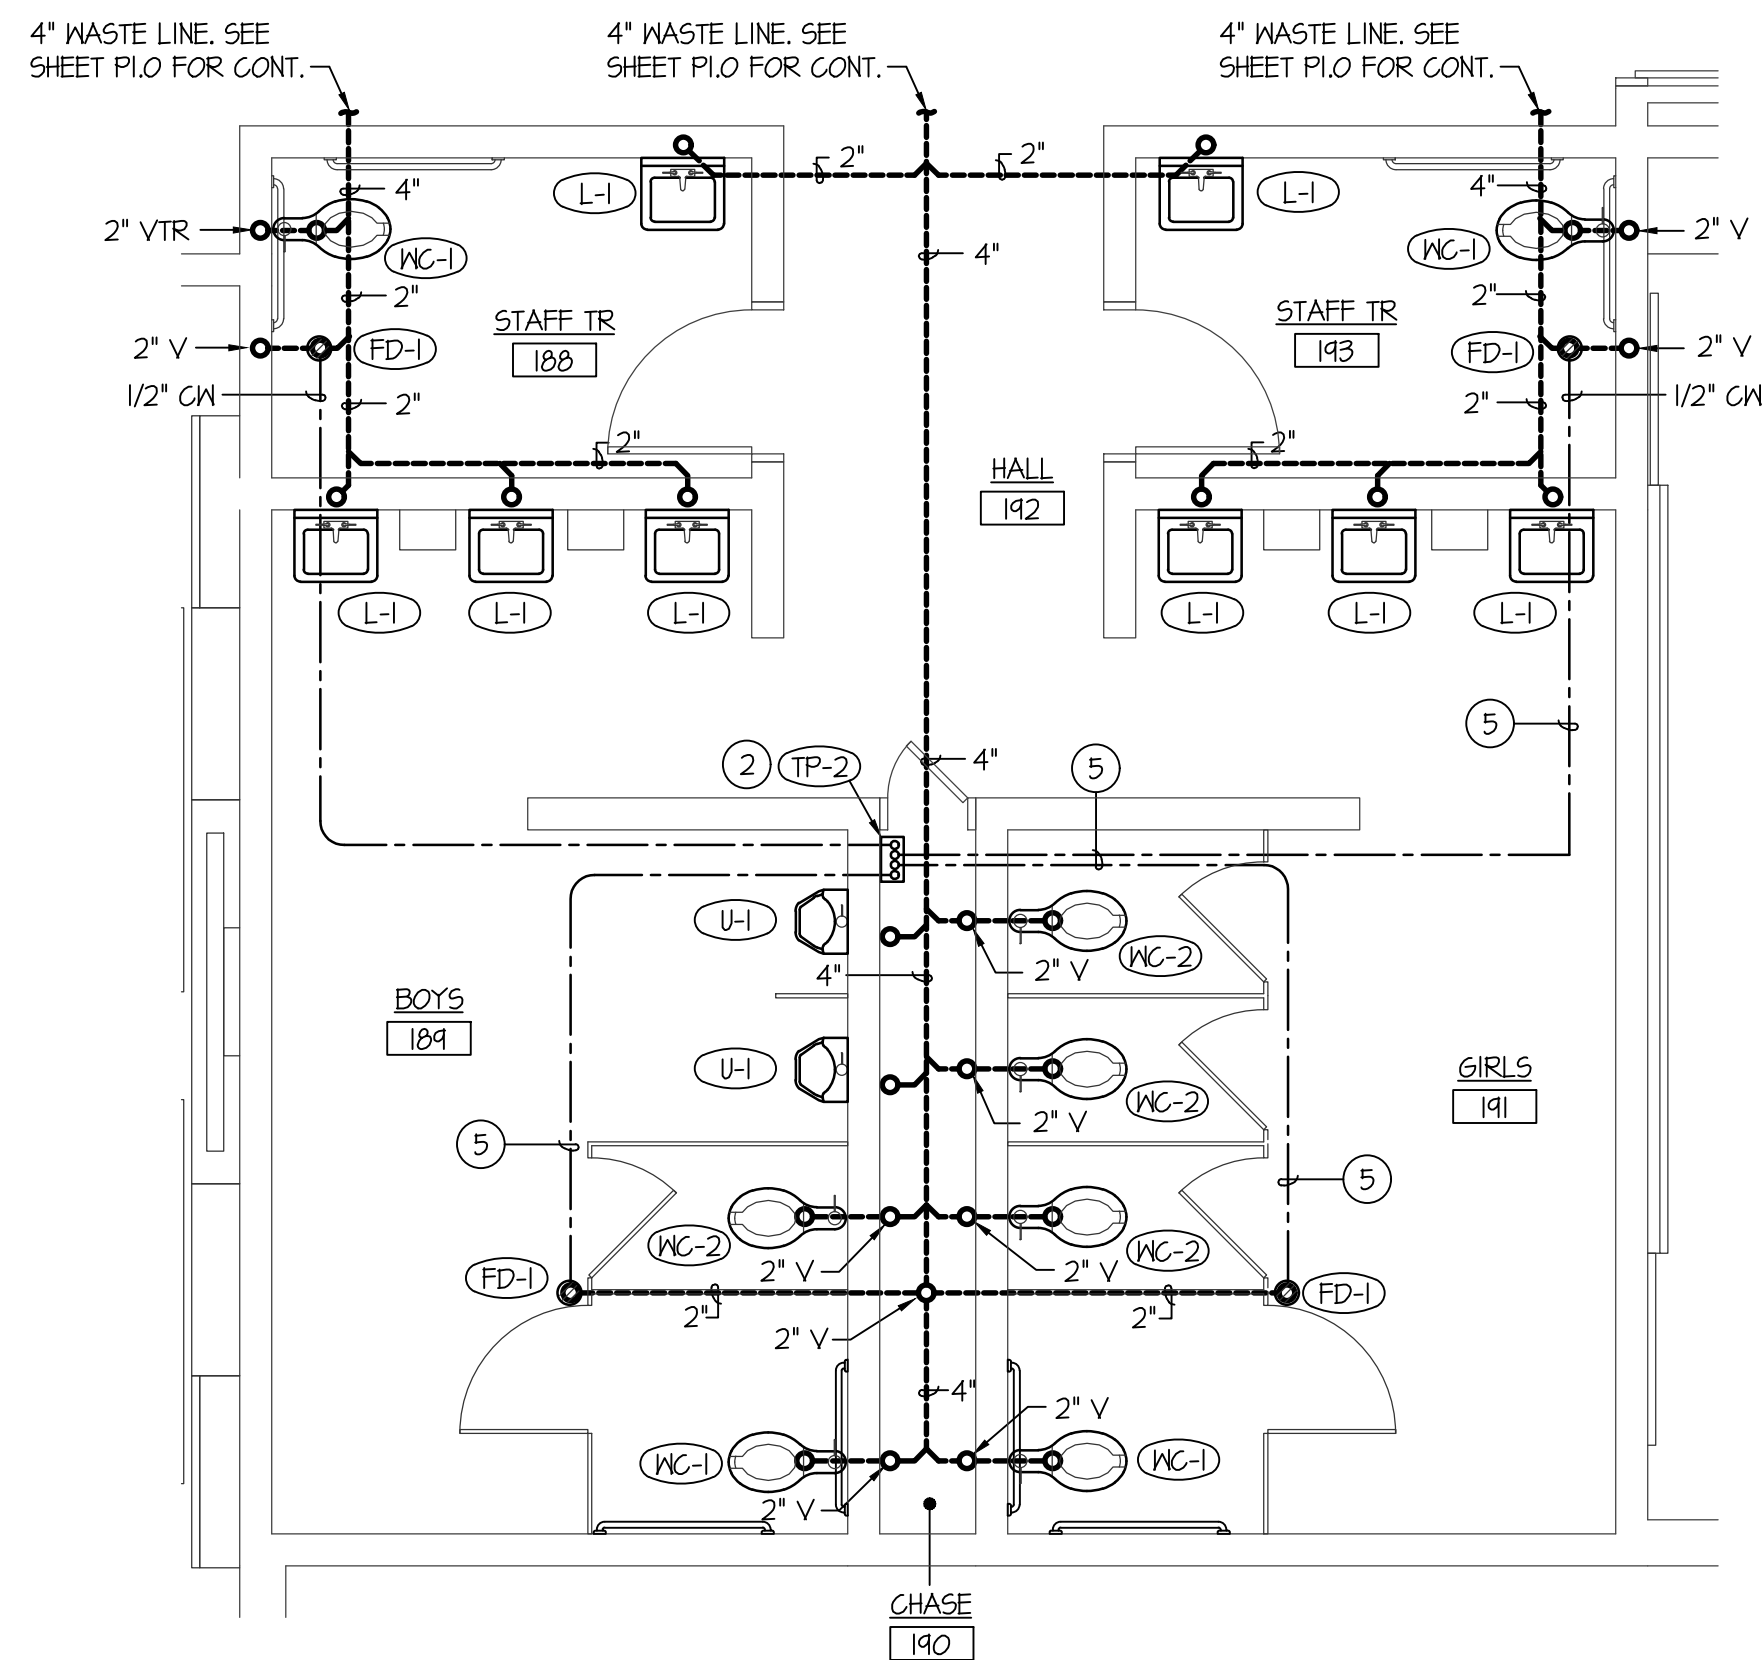 4" WASTE LINE. SEE
SHEET P1.0 FOR CONT.
4" WASTE LINE. SEE
SHEET P1.0 FOR CONT.
4" WASTE LINE. SEE
SHEET P1.0 FOR CONT.
2"
2"
4"
L-1
L-1
4"
2" VTR
WC-1
4"
WC-1
2" V
2"
2"
STAFF TR
188
STAFF TR
193
2" V
FD-1
FD-1
2" V
1/2" CW
2"
2"
1/2" CW
2"
2"
HALL
192
L-1
L-1
L-1
L-1
L-1
L-1
5
2
TP-2
4"
5
U-1
WC-2
2" V
4"
BOYS
189
U-1
GIRLS
191
WC-2
2" V
5
5
WC-2
WC-2
2" V
2" V
FD-1
FD-1
2"
2"
2" V
4"
2" V
WC-1
WC-1
2" V
CHASE
190